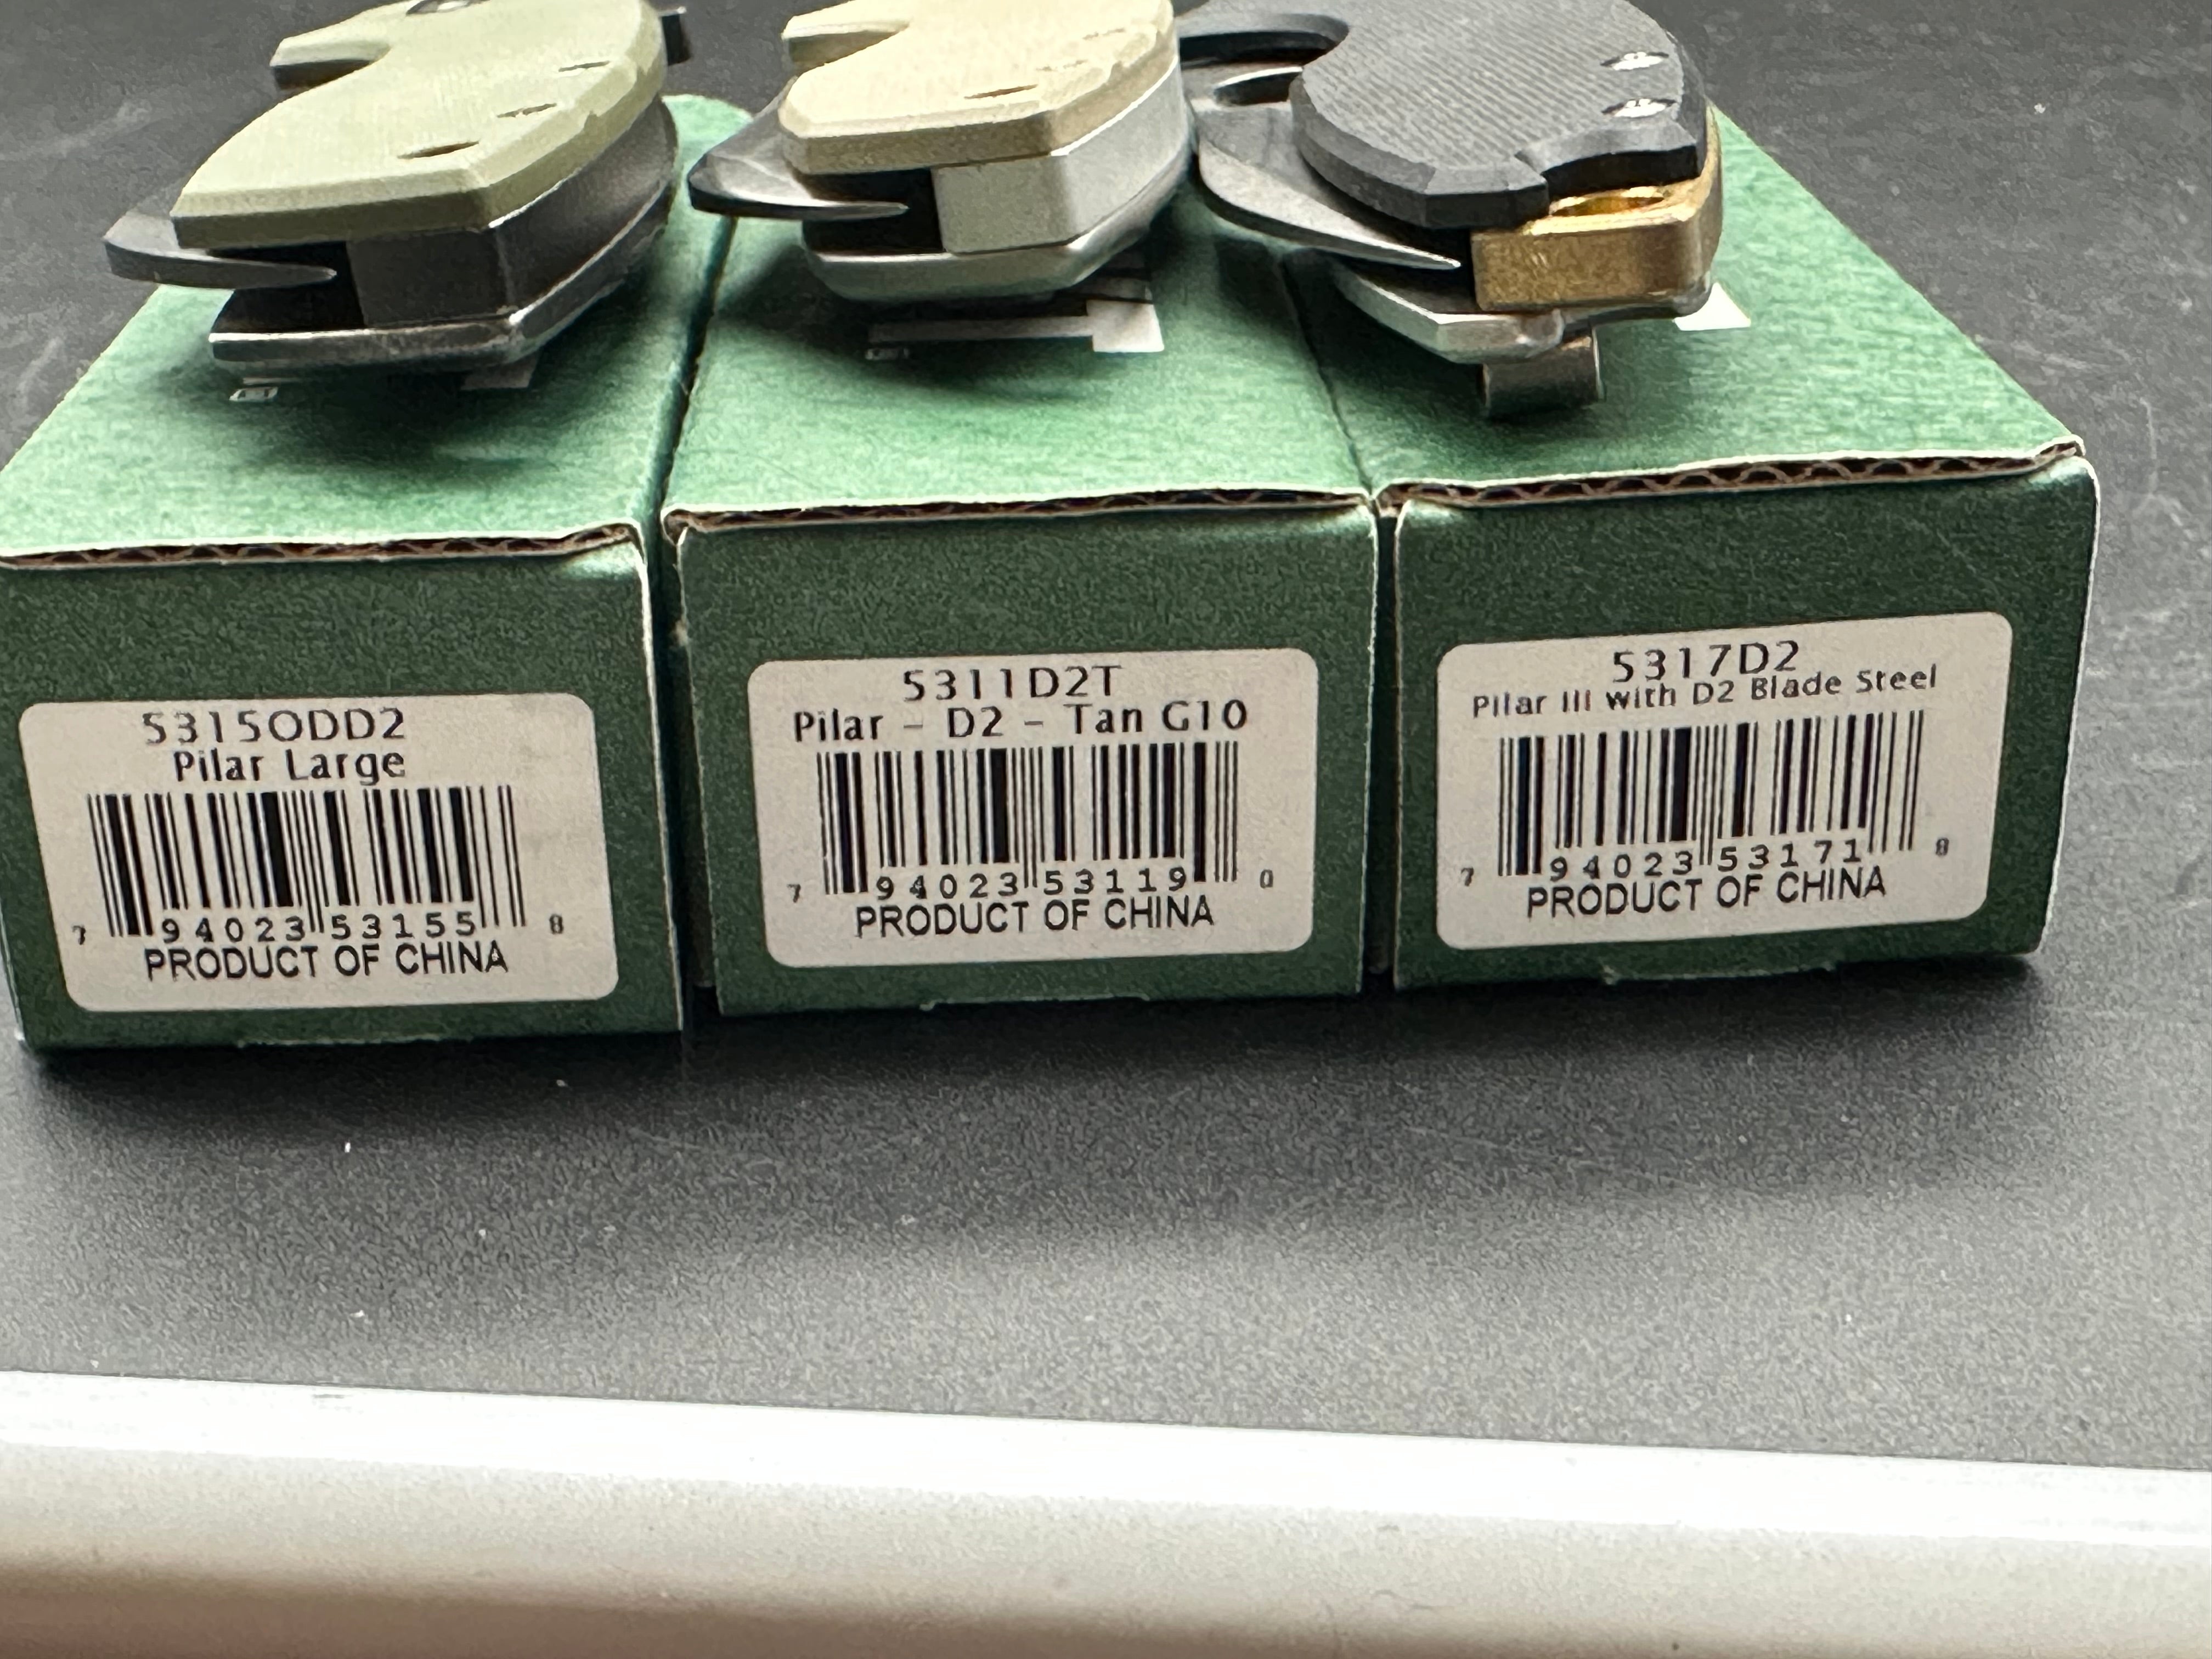 5315ODD2
Pilar Large
7 94023 53155 8
PRODUCT OF CHINA
5311D2T
Pilar - D2 - Tan G10
7 94023 53119 0
PRODUCT OF CHINA
5317D2
Pilar III with D2 Blade Steel
7 94023 53171 8
PRODUCT OF CHINA